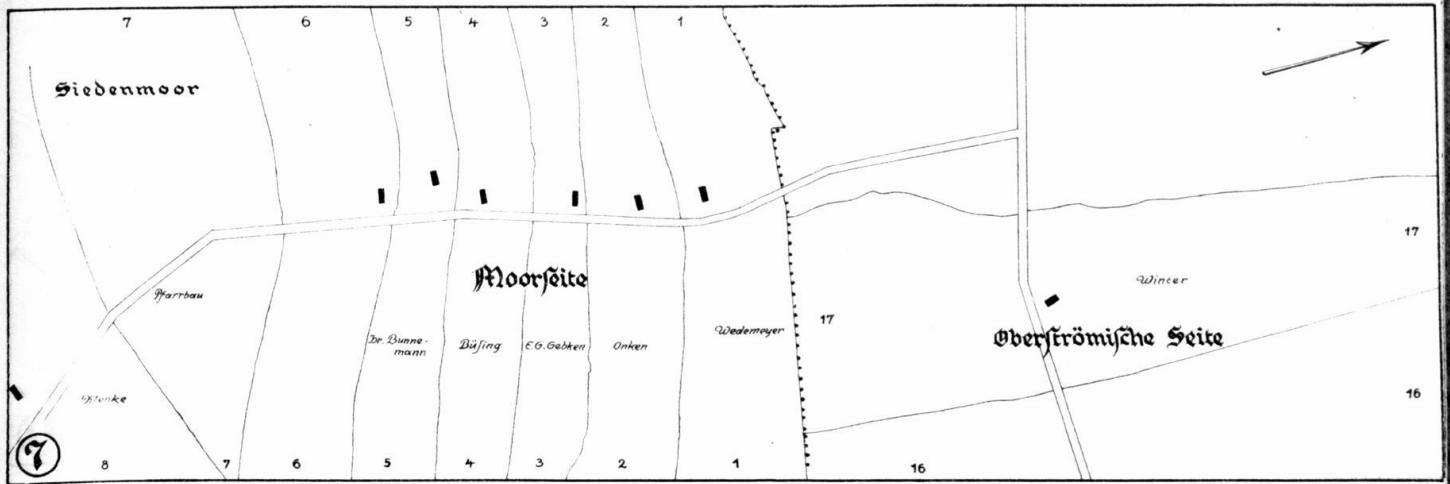 7 6 5 4 3 2 1
Siedenmoor
Moorseite
Pfarrbau
Dr. Bunne-
mann
Büsing
E.G. Gebken
Onken
Wedemeyer
17
Winter
17
Oberströmische Seite
16
7
8 7 6 5 4 3 2 1 16